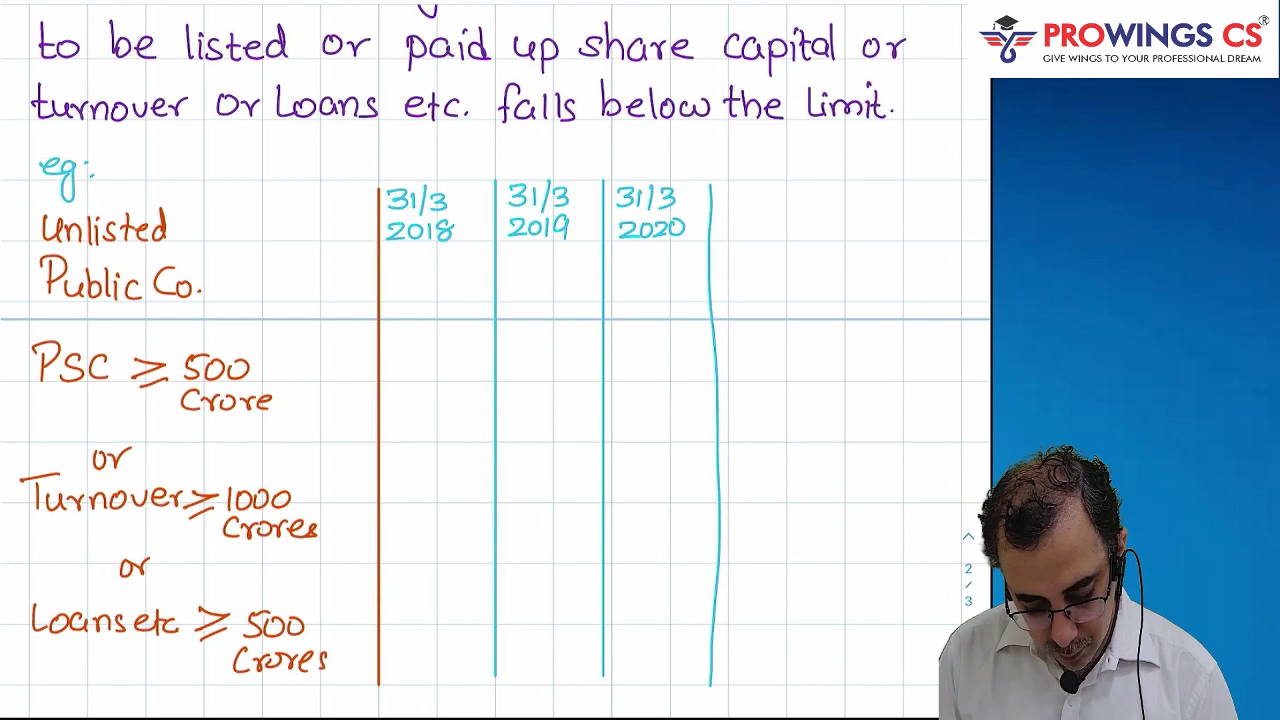 to be listed or paid up share capital or
turnover or Loans etc. falls below the limit.
eg:
Unlisted
Public Co.
31/3 2018
31/3 2019
31/3 2020
PSC ≥ 500
Crore
or
Turnover ≥ 1000
Crores
or
Loans etc ≥ 500
Crores
PROWINGS CS®
GIVE WINGS TO YOUR PROFESSIONAL DREAM
2
/
3